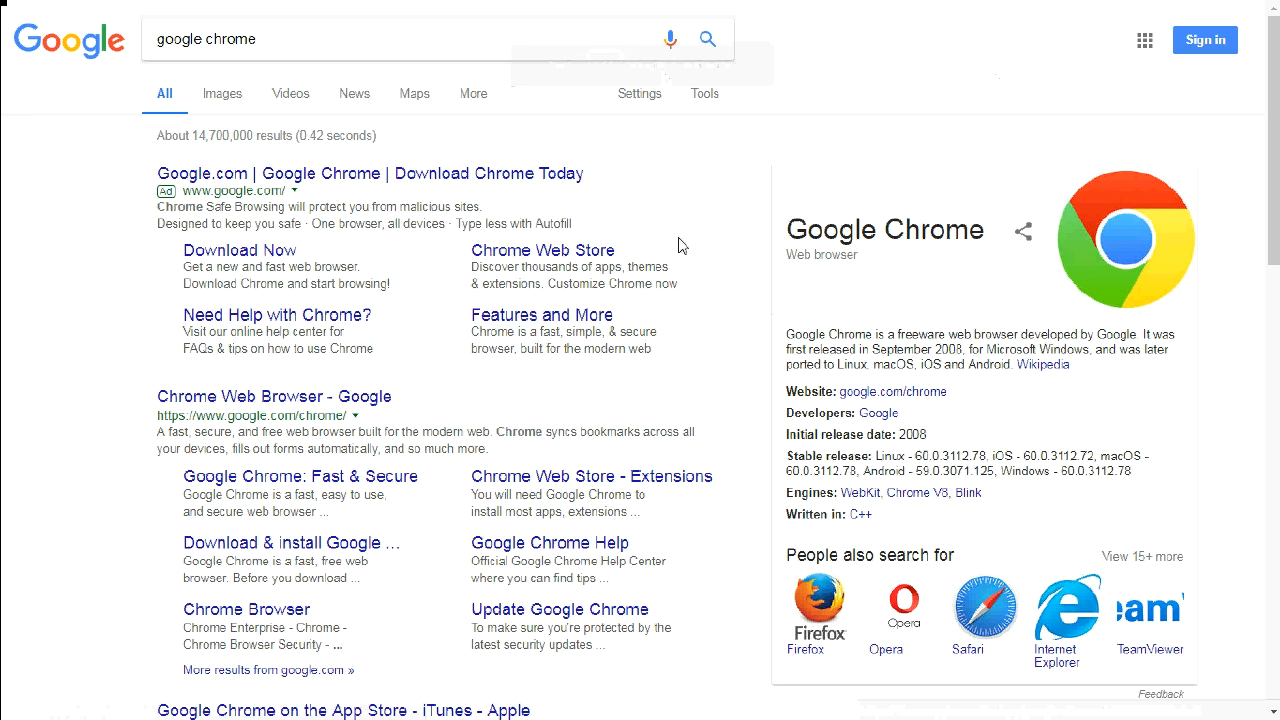 Google
google chrome
Sign in
All Images Videos News Maps More Settings Tools
About 14,700,000 results (0.42 seconds)
Google.com | Google Chrome | Download Chrome Today
Ad www.google.com/
Chrome Safe Browsing will protect you from malicious sites.
Designed to keep you safe · One browser, all devices · Type less with Autofill
Download Now
Get a new and fast web browser.
Download Chrome and start browsing!
Chrome Web Store
Discover thousands of apps, themes
& extensions. Customize Chrome now
Need Help with Chrome?
Visit our online help center for
FAQs & tips on how to use Chrome
Features and More
Chrome is a fast, simple, & secure
browser, built for the modern web
Chrome Web Browser - Google
https://www.google.com/chrome/
A fast, secure, and free web browser built for the modern web. Chrome syncs bookmarks across all
your devices, fills out forms automatically, and so much more.
Google Chrome: Fast & Secure
Google Chrome is a fast, easy to use,
and secure web browser ...
Chrome Web Store - Extensions
You will need Google Chrome to
install most apps, extensions ...
Download & install Google ...
Google Chrome is a fast, free web
browser. Before you download ...
Google Chrome Help
Official Google Chrome Help Center
where you can find tips ...
Chrome Browser
Chrome Enterprise - Chrome -
Chrome Browser Security - ...
Update Google Chrome
To make sure you're protected by the
latest security updates ...
More results from google.com »
Google Chrome on the App Store - iTunes - Apple
Google Chrome
Web browser
Google Chrome is a freeware web browser developed by Google. It was
first released in September 2008, for Microsoft Windows, and was later
ported to Linux, macOS, iOS and Android. Wikipedia
Website: google.com/chrome
Developers: Google
Initial release date: 2008
Stable release: Linux - 60.0.3112.78, iOS - 60.0.3112.72, macOS -
60.0.3112.78, Android - 59.0.3071.125, Windows - 60.0.3112.78
Engines: WebKit, Chrome V8, Blink
Written in: C++
People also search for
View 15+ more
Firefox
Opera
eam
Firefox
Opera
Safari
Internet
Explorer
TeamViewer
Feedback